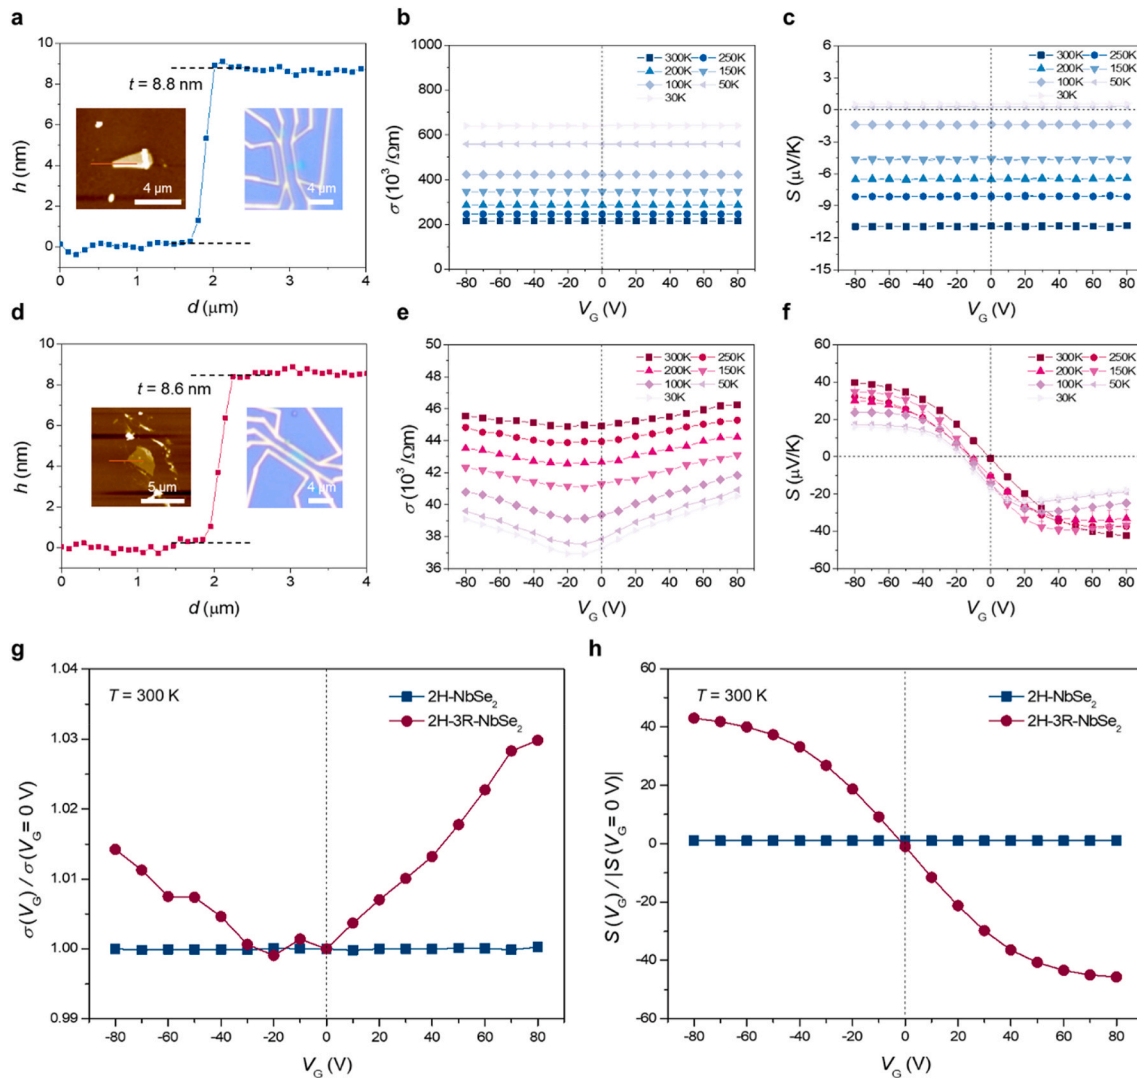 a
t = 8.8 nm
4 μm
4 μm
h (nm)
10
8
6
4
2
0
0 1 2 3 4
d (μm)
b
300K 250K
200K 150K
100K 50K
30K
σ (10³/Ωm)
1000
800
600
400
200
0
-80 -60 -40 -20 0 20 40 60 80
V_G (V)
c
300K 250K
200K 150K
100K 50K
30K
S (μV/K)
6
3
0
-3
-6
-9
-12
-15
-80 -60 -40 -20 0 20 40 60 80
V_G (V)
d
t = 8.6 nm
5 μm
4 μm
h (nm)
10
8
6
4
2
0
0 1 2 3 4
d (μm)
e
300K 250K
200K 150K
100K 50K
30K
σ (10³/Ωm)
50
48
46
44
42
40
38
36
-80 -60 -40 -20 0 20 40 60 80
V_G (V)
f
300K 250K
200K 150K
100K 50K
30K
S (μV/K)
60
40
20
0
-20
-40
-60
-80 -60 -40 -20 0 20 40 60 80
V_G (V)
g
T = 300 K
2H-NbSe₂
2H-3R-NbSe₂
σ(V_G) / σ(V_G = 0 V)
1.04
1.03
1.02
1.01
1.00
0.99
-80 -60 -40 -20 0 20 40 60 80
V_G (V)
h
T = 300 K
2H-NbSe₂
2H-3R-NbSe₂
S(V_G) / |S (V_G = 0 V)|
60
40
20
0
-20
-40
-60
-80 -60 -40 -20 0 20 40 60 80
V_G (V)